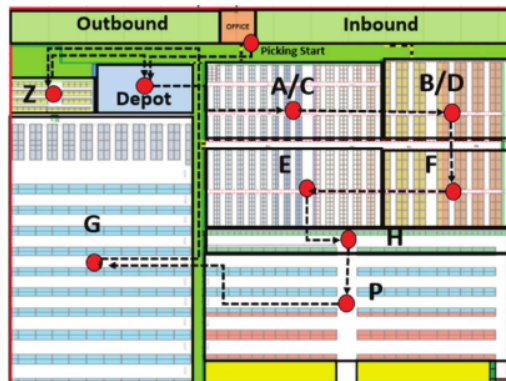 Outbound
OFFICE
Inbound
Picking Start
Z
Depot
A/C
B/D
E
F
G
H
P